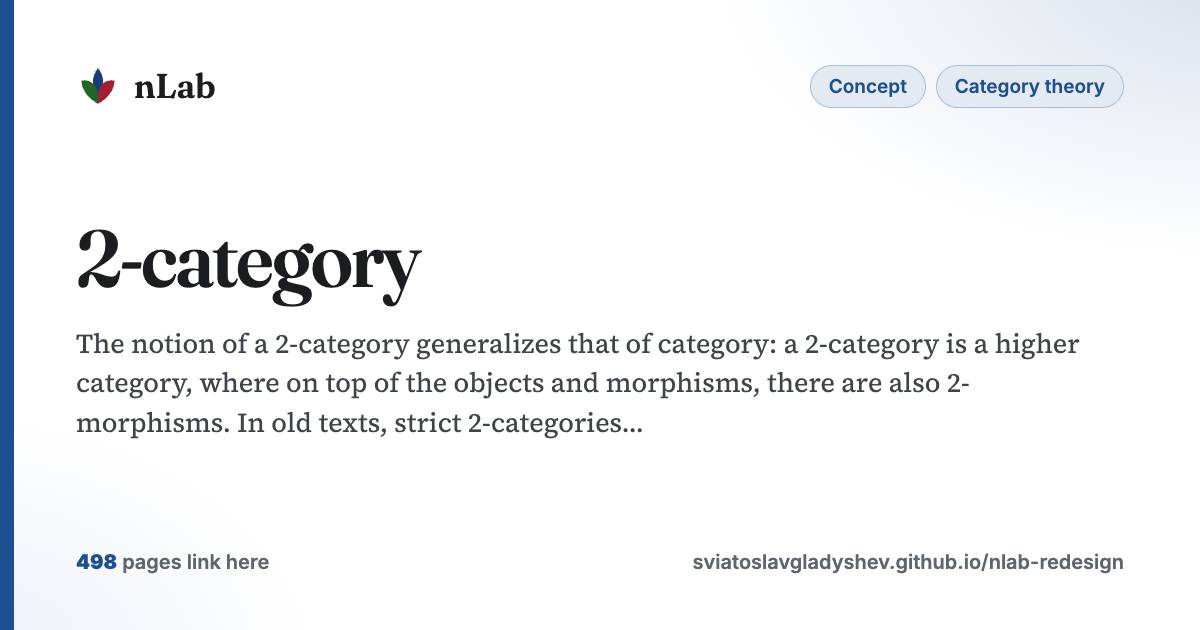 nLab
Concept
Category theory
2-category
The notion of a 2-category generalizes that of category: a 2-category is a higher
category, where on top of the objects and morphisms, there are also 2-
morphisms. In old texts, strict 2-categories...
498 pages link here
sviatoslavgladyshev.github.io/nlab-redesign